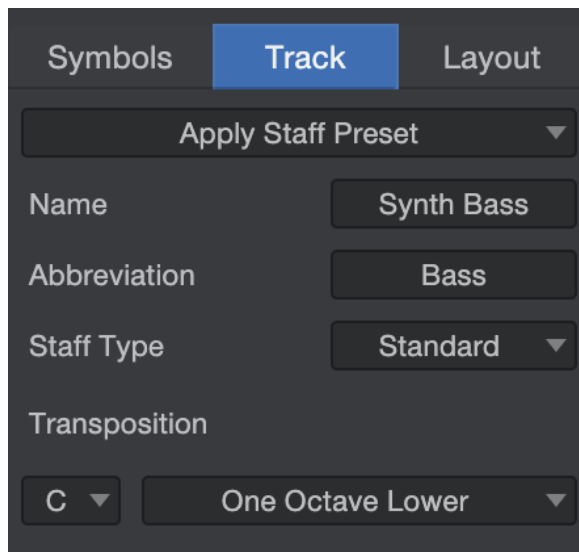 Symbols Track Layout
Apply Staff Preset
Name Synth Bass
Abbreviation Bass
Staff Type Standard
Transposition
C One Octave Lower